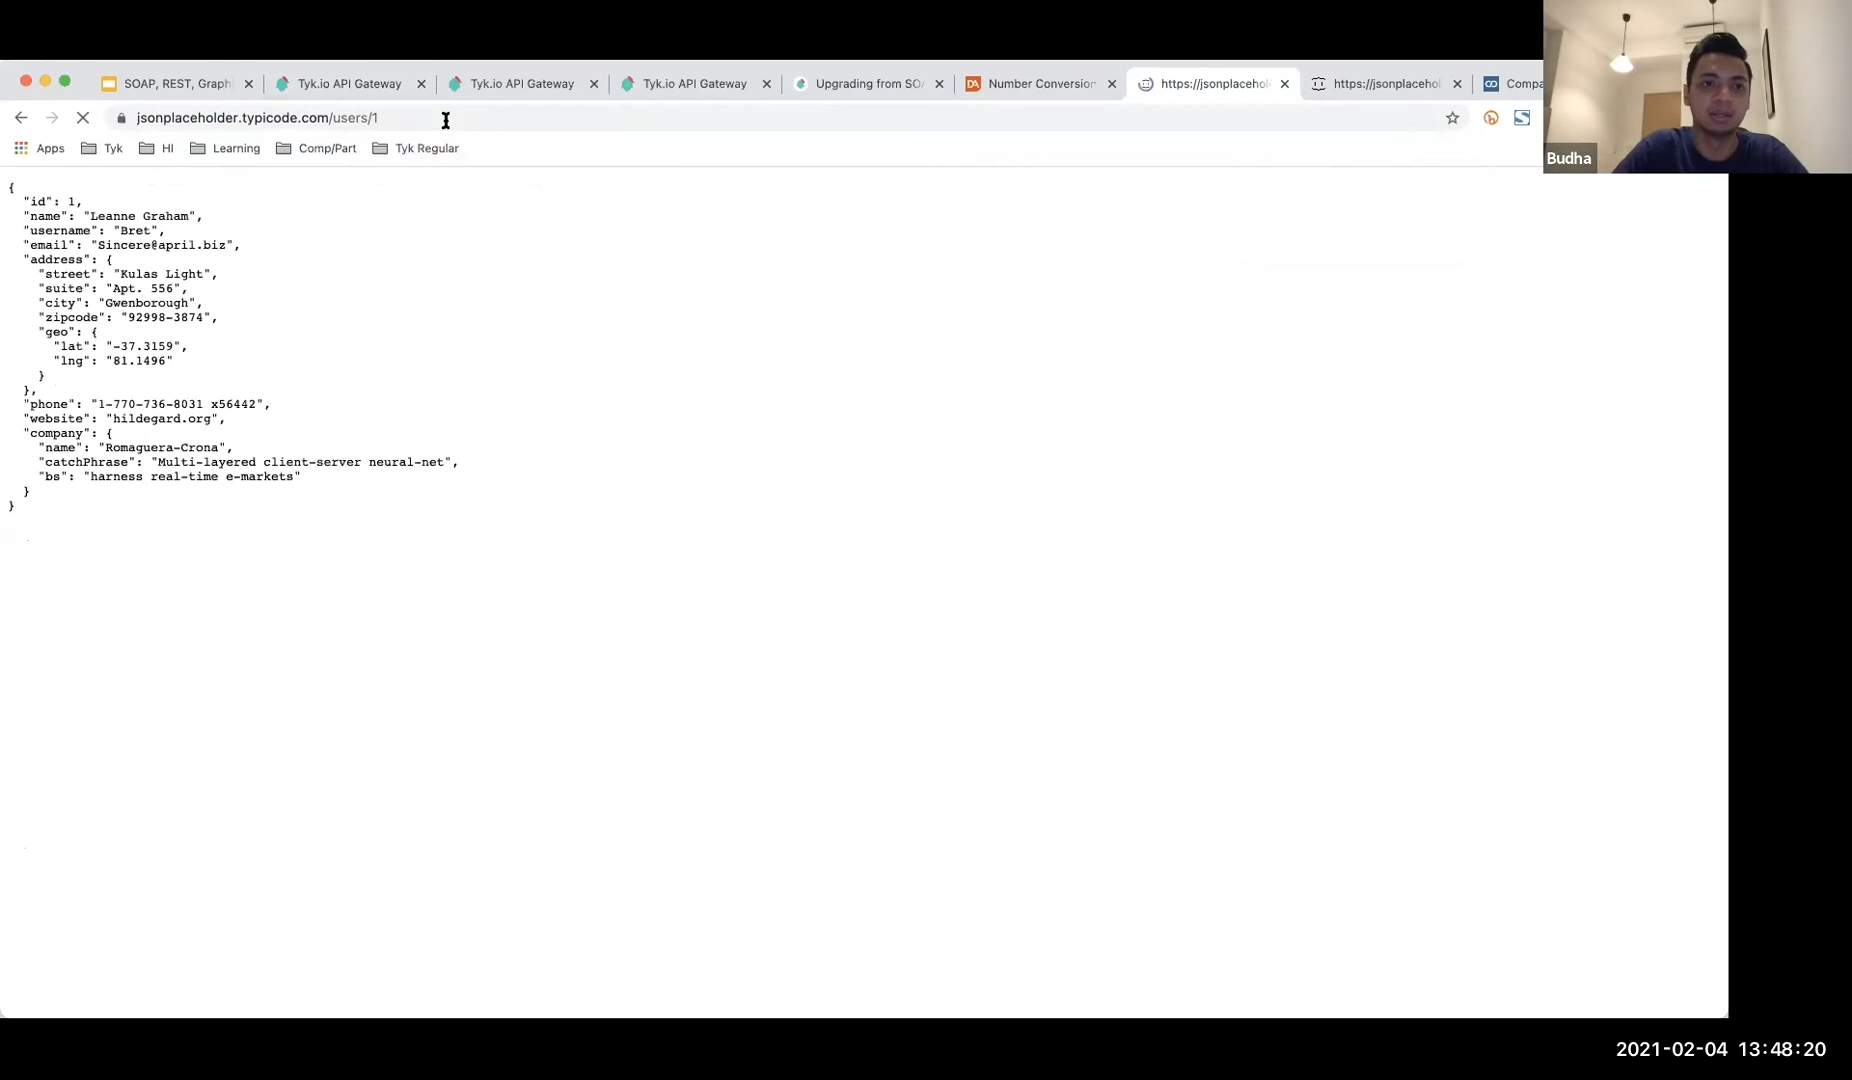 SOAP, REST, Graph
Tyk.io API Gateway
Tyk.io API Gateway
Tyk.io API Gateway
Upgrading from SO
Number Conversion
https://jsonplacehol
https://jsonplacehol
Compa
jsonplaceholder.typicode.com/users/1
Apps
Tyk
HI
Learning
Comp/Part
Tyk Regular
Budha
{
"id": 1,
"name": "Leanne Graham",
"username": "Bret",
"email": "Sincere@april.biz",
"address": {
"street": "Kulas Light",
"suite": "Apt. 556",
"city": "Gwenborough",
"zipcode": "92998-3874",
"geo": {
"lat": "-37.3159",
"lng": "81.1496"
}
},
"phone": "1-770-736-8031 x56442",
"website": "hildegard.org",
"company": {
"name": "Romaguera-Crona",
"catchPhrase": "Multi-layered client-server neural-net",
"bs": "harness real-time e-markets"
}
}
2021-02-04 13:48:20